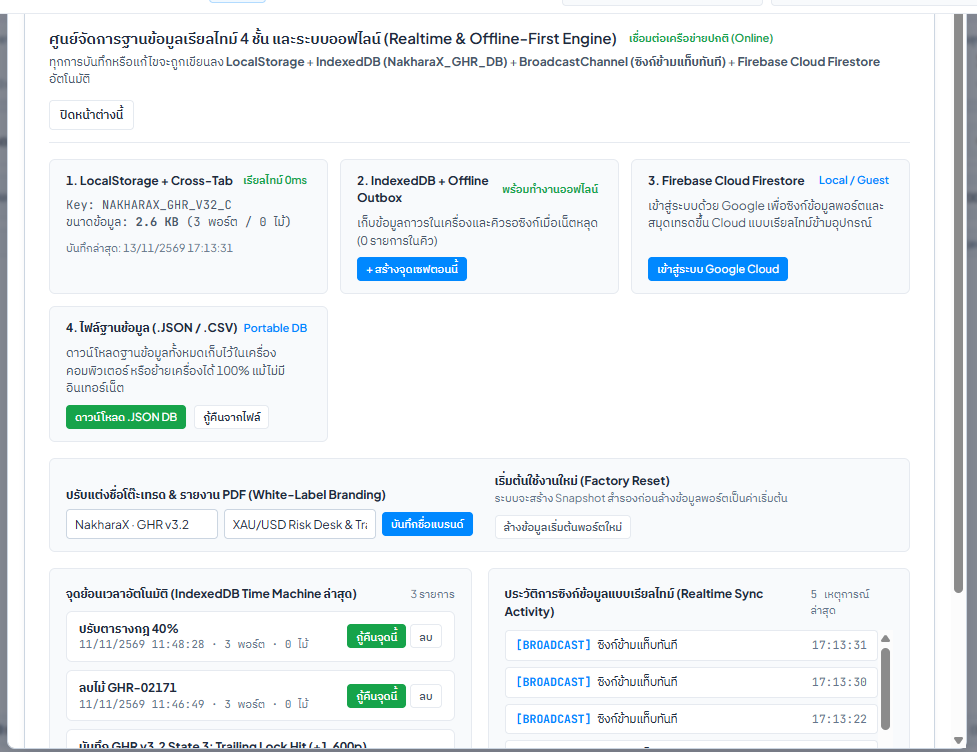 ศูนย์จัดการฐานข้อมูลเรียลไทม์ 4 ชั้น และระบบออฟไลน์ (Realtime & Offline-First Engine) เชื่อมต่อเครือข่ายปกติ (Online)
ทุกการบันทึกหรือแก้ไขจะถูกเขียนลง LocalStorage + IndexedDB (NakharaX_GHR_DB) + BroadcastChannel (ซิงก์ข้ามแท็บทันที) + Firebase Cloud Firestore
อัตโนมัติ
ปิดหน้าต่างนี้
1. LocalStorage + Cross-Tab เรียลไทม์ 0ms
Key: NAKHARAX_GHR_V32_C
ขนาดข้อมูล: 2.6 KB (3 พอร์ต / 0 ไม้)
บันทึกล่าสุด: 13/11/2569 17:13:31
2. IndexedDB + Offline
Outbox
พร้อมทำงานออฟไลน์
เก็บข้อมูลถาวรในเครื่องและคิวรอซิงก์เมื่อเน็ตหลุด
(0 รายการในคิว)
+ สร้างจุดเซฟตอนนี้
3. Firebase Cloud Firestore Local / Guest
เข้าสู่ระบบด้วย Google เพื่อซิงก์ข้อมูลพอร์ตและ
สมุดเทรดขึ้น Cloud แบบเรียลไทม์ข้ามอุปกรณ์
เข้าสู่ระบบ Google Cloud
4. ไฟล์ฐานข้อมูล (.JSON / .CSV) Portable DB
ดาวน์โหลดฐานข้อมูลทั้งหมดเก็บไว้ในเครื่อง
คอมพิวเตอร์ หรือย้ายเครื่องได้ 100% แม้ไม่มี
อินเทอร์เน็ต
ดาวน์โหลด .JSON DB กู้คืนจากไฟล์
ปรับแต่งชื่อโต๊ะเทรด & รายงาน PDF (White-Label Branding)
NakharaX · GHR v3.2 XAU/USD Risk Desk & Tra บันทึกชื่อแบรนด์
เริ่มต้นใช้งานใหม่ (Factory Reset)
ระบบจะสร้าง Snapshot สำรองก่อนล้างข้อมูลพอร์ตเป็นค่าเริ่มต้น
ล้างข้อมูลเริ่มต้นพอร์ตใหม่
จุดย้อนเวลาอัตโนมัติ (IndexedDB Time Machine ล่าสุด) 3 รายการ
ปรับตารางกฎ 40%
11/11/2569 11:48:28 · 3 พอร์ต · 0 ไม้
กู้คืนจุดนี้ ลบ
ลบไม้ GHR-02171
11/11/2569 11:46:49 · 3 พอร์ต · 0 ไม้
กู้คืนจุดนี้ ลบ
บันทึก GHR v3.2 State 3: Trailing Lock Hit (+1,600p)
ประวัติการซิงก์ข้อมูลแบบเรียลไทม์ (Realtime Sync
Activity)
5 เหตุการณ์
ล่าสุด
[BROADCAST] ซิงก์ข้ามแท็บทันที 17:13:31
[BROADCAST] ซิงก์ข้ามแท็บทันที 17:13:30
[BROADCAST] ซิงก์ข้ามแท็บทันที 17:13:22